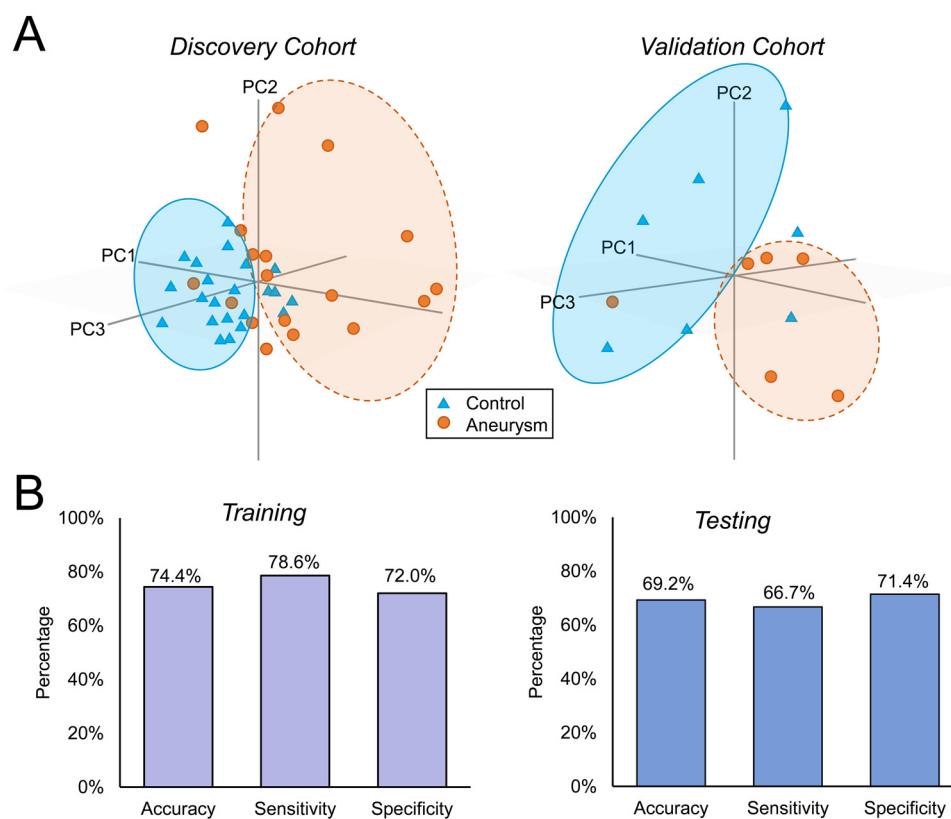 A
Discovery Cohort
PC2
PC1
PC3
Validation Cohort
PC2
PC1
PC3
Control
Aneurysm
B
Training
Percentage
100%
80%
60%
40%
20%
0%
74.4%
78.6%
72.0%
Accuracy
Sensitivity
Specificity
Testing
Percentage
100%
80%
60%
40%
20%
0%
69.2%
66.7%
71.4%
Accuracy
Sensitivity
Specificity